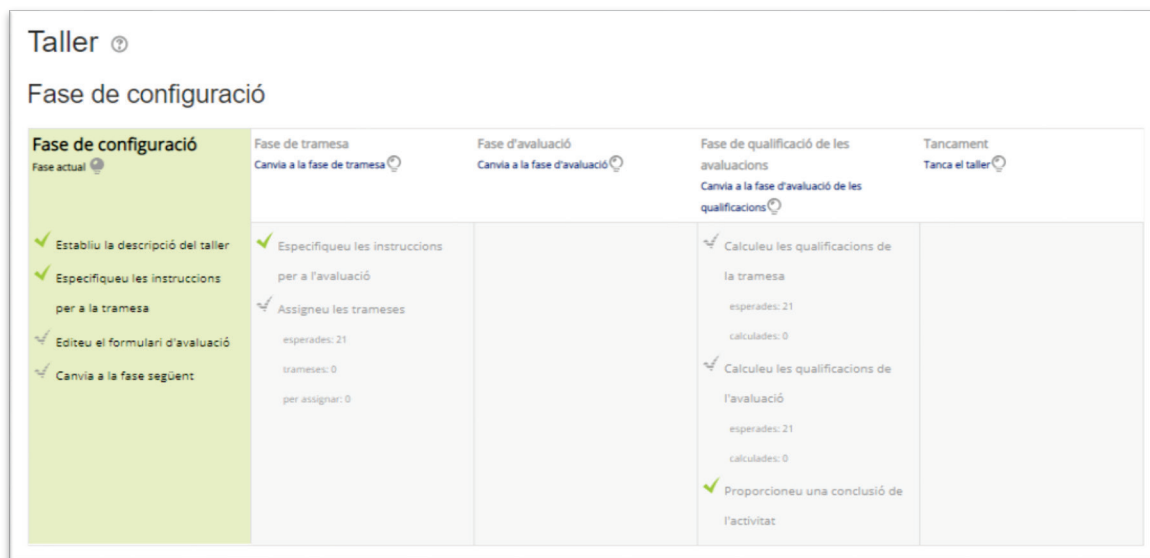 Taller
Fase de configuració
Fase de configuració
Fase actual
Fase de tramesa
Canvia a la fase de tramesa
Fase d'avaluació
Canvia a la fase d'avaluació
Fase de qualificació de les
avaluacions
Canvia a la fase d'avaluació de les
qualificacions
Tancament
Tanca el taller
Establiu la descripció del taller
Especifiqueu les instruccions
per a la tramesa
Editeu el formulari d'avaluació
Canvia a la fase següent
Especifiqueu les instruccions
per a l'avaluació
Assigneu les trameses
esperades: 21
trameses: 0
per assignar: 0
Calculeu les qualificacions de
la tramesa
esperades: 21
calculades: 0
Calculeu les qualificacions de
l'avaluació
esperades: 21
calculades: 0
Proporcioneu una conclusió de
l'activitat